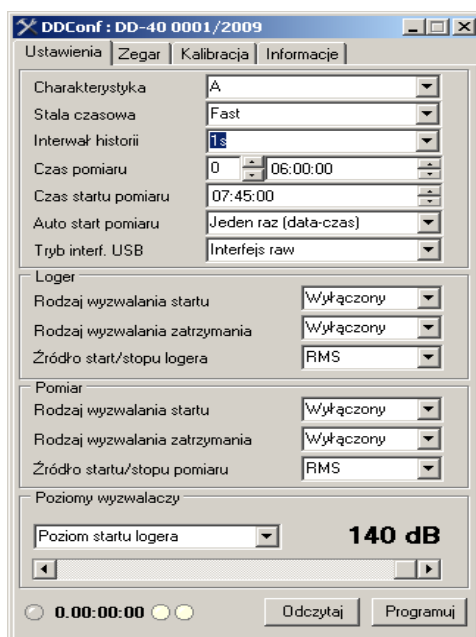 DDConf : DD-40 0001/2009
Ustawienia Zegar Kalibracja Informacje
Charakterystyka A
Stala czasowa Fast
Interwał historii 1s
Czas pomiaru 0 06:00:00
Czas startu pomiaru 07:45:00
Auto start pomiaru Jeden raz (data-czas)
Tryb interf. USB Interfejs raw
Loger
Rodzaj wyzwalania startu Wyłączony
Rodzaj wyzwalania zatrzymania Wyłączony
Źródło start/stopu logera RMS
Pomiar
Rodzaj wyzwalania startu Wyłączony
Rodzaj wyzwalania zatrzymania Wyłączony
Źródło startu/stopu pomiaru RMS
Poziomy wyzwalaczy
Poziom startu logera 140 dB
0.00:00:00 Odczytaj Programuj